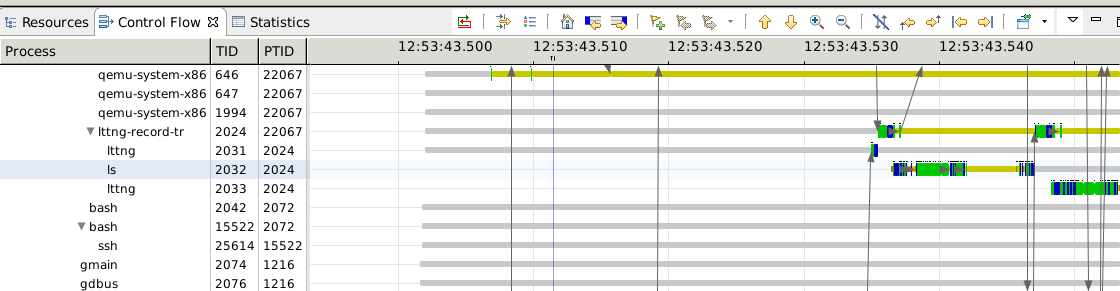 Resources Control Flow Statistics
Process TID PTID 12:53:43.500 12:53:43.510 12:53:43.520 12:53:43.530 12:53:43.540
qemu-system-x86 646 22067
qemu-system-x86 647 22067
qemu-system-x86 1994 22067
lttng-record-tr 2024 22067
lttng 2031 2024
ls 2032 2024
lttng 2033 2024
bash 2042 2072
bash 15522 2072
ssh 25614 15522
gmain 2074 1216
gdbus 2076 1216